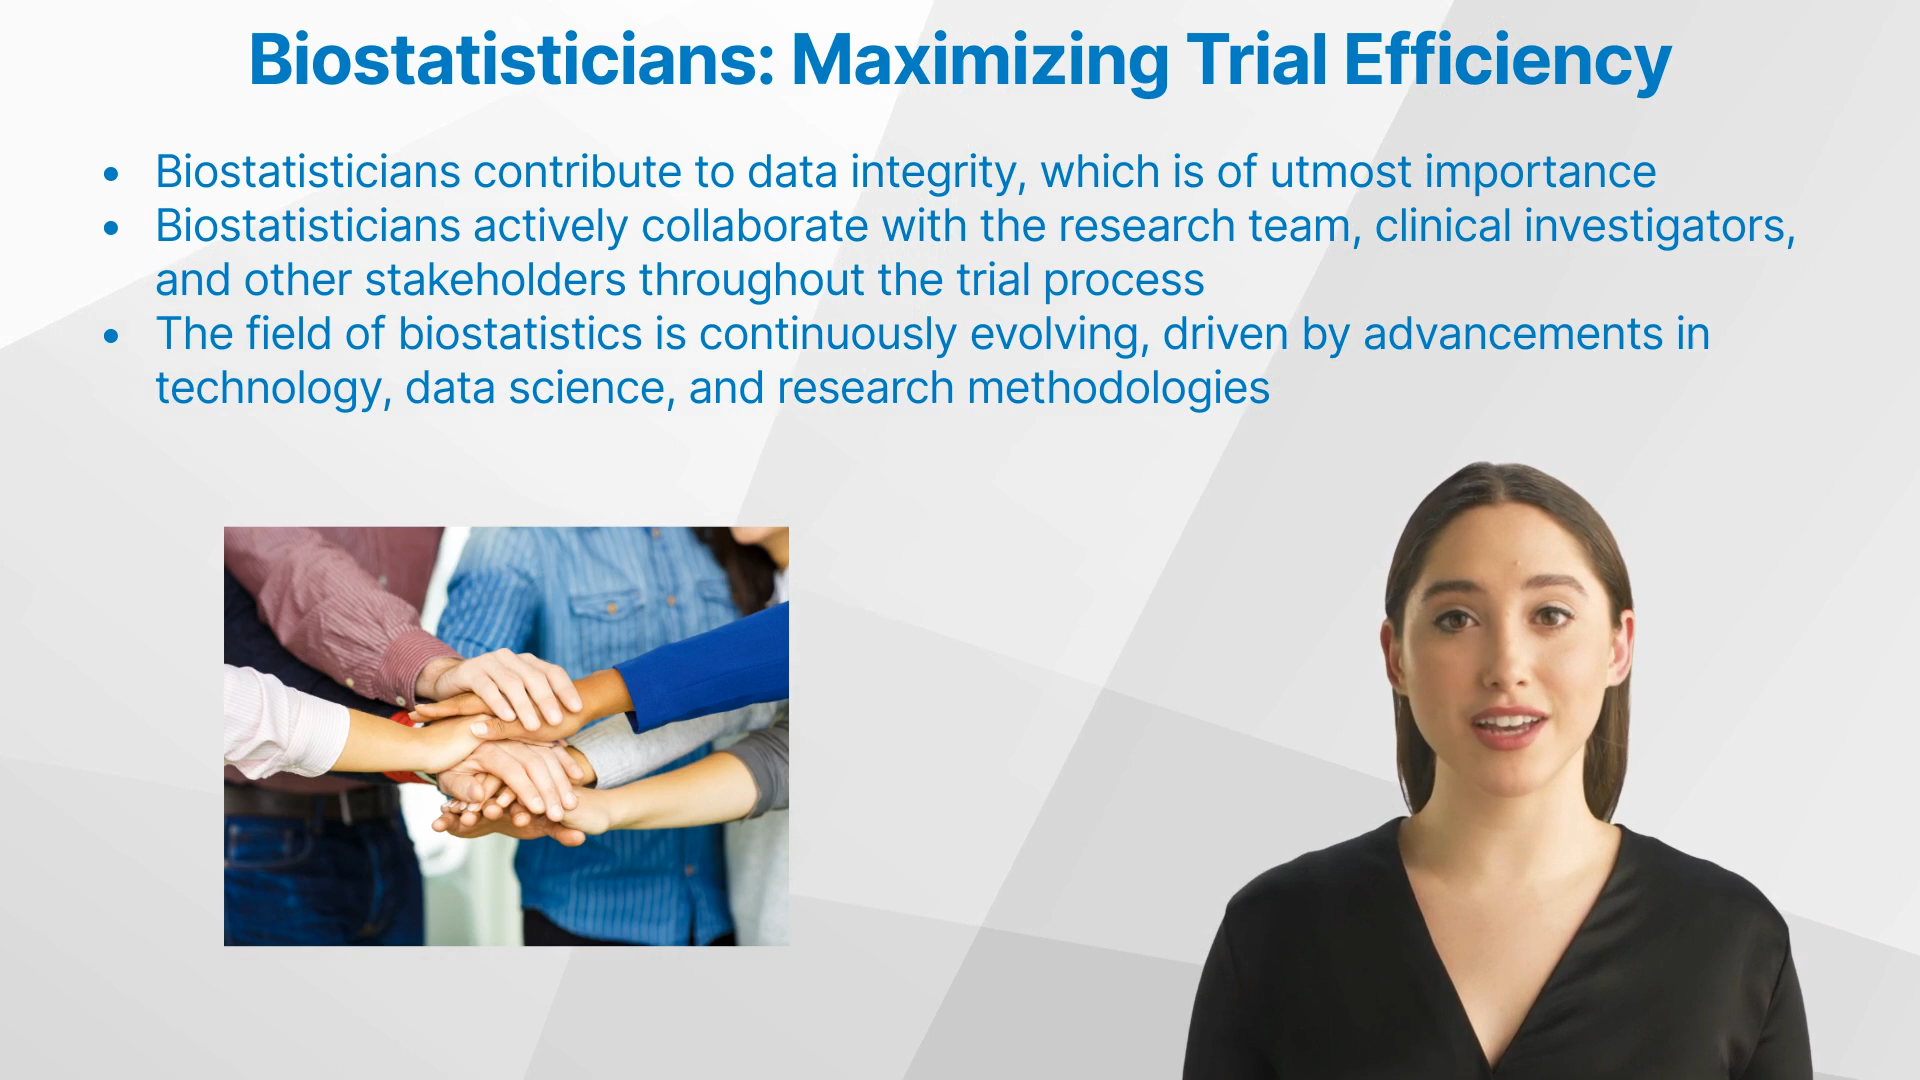 Biostatisticians: Maximizing Trial Efficiency
• Biostatisticians contribute to data integrity, which is of utmost importance
• Biostatisticians actively collaborate with the research team, clinical investigators,
and other stakeholders throughout the trial process
• The field of biostatistics is continuously evolving, driven by advancements in
technology, data science, and research methodologies